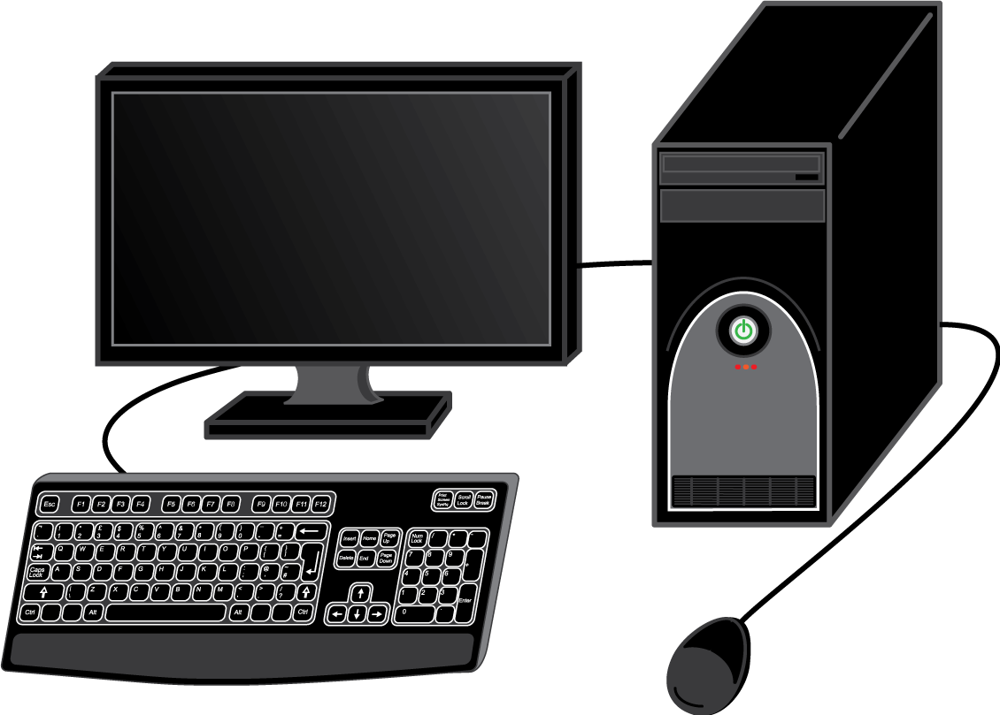 Esc F1 F2 F3 F4 F5 F6 F7 F8 F9 F10 F11 F12 Print Screen SysRq Scroll Lock Pause Break
! 1 " 2 £ 3 $ 4 % 5 ^ 6 & 7 * 8 ( 9 ) 0 + = Insert Home Page Up Num Lock
Q W E R T Y U I O P { [ } ] Delete End Page Down 7 8 9 +
Caps Lock A S D F G H J K L @ ~ # 4 5 6
\ Z X C V B N M < > ? 1 2 3 Enter
Ctrl Alt Alt Ctrl 0